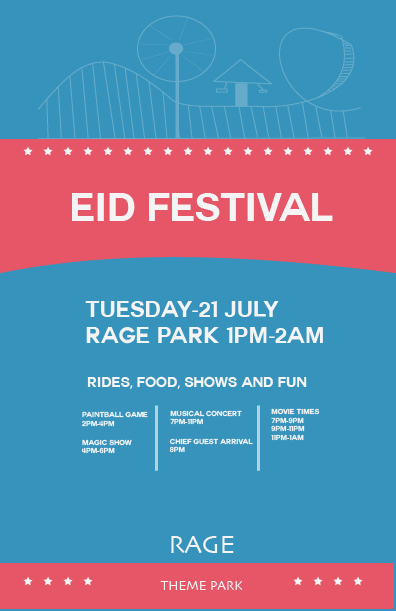 EID FESTIVAL
TUESDAY-21 JULY
RAGE PARK 1PM-2AM
RIDES, FOOD, SHOWS AND FUN
PAINTBALL GAME
2PM-4PM
MAGIC SHOW
4PM-6PM
MUSICAL CONCERT
7PM-11PM
CHIEF GUEST ARRIVAL
8PM
MOVIE TIMES
7PM-9PM
9PM-11PM
11PM-1AM
RAGE
THEME PARK